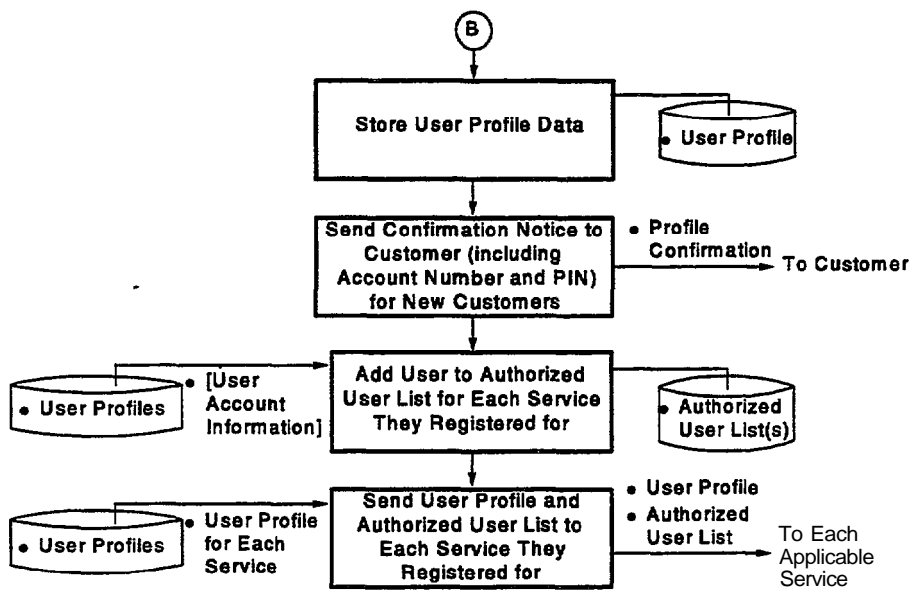 B
Store User Profile Data
• User Profile
Send Confirmation Notice to
Customer (including
Account Number and PIN)
for New Customers
• Profile
Confirmation
To Customer
• User Profiles
• [User
Account
Information]
Add User to Authorized
User List for Each Service
They Registered for
• Authorized
User List(s)
• User Profiles
• User Profile
for Each
Service
Send User Profile and
Authorized User List to
Each Service They
Registered for
• User Profile
• Authorized
User List
To Each
Applicable
Service